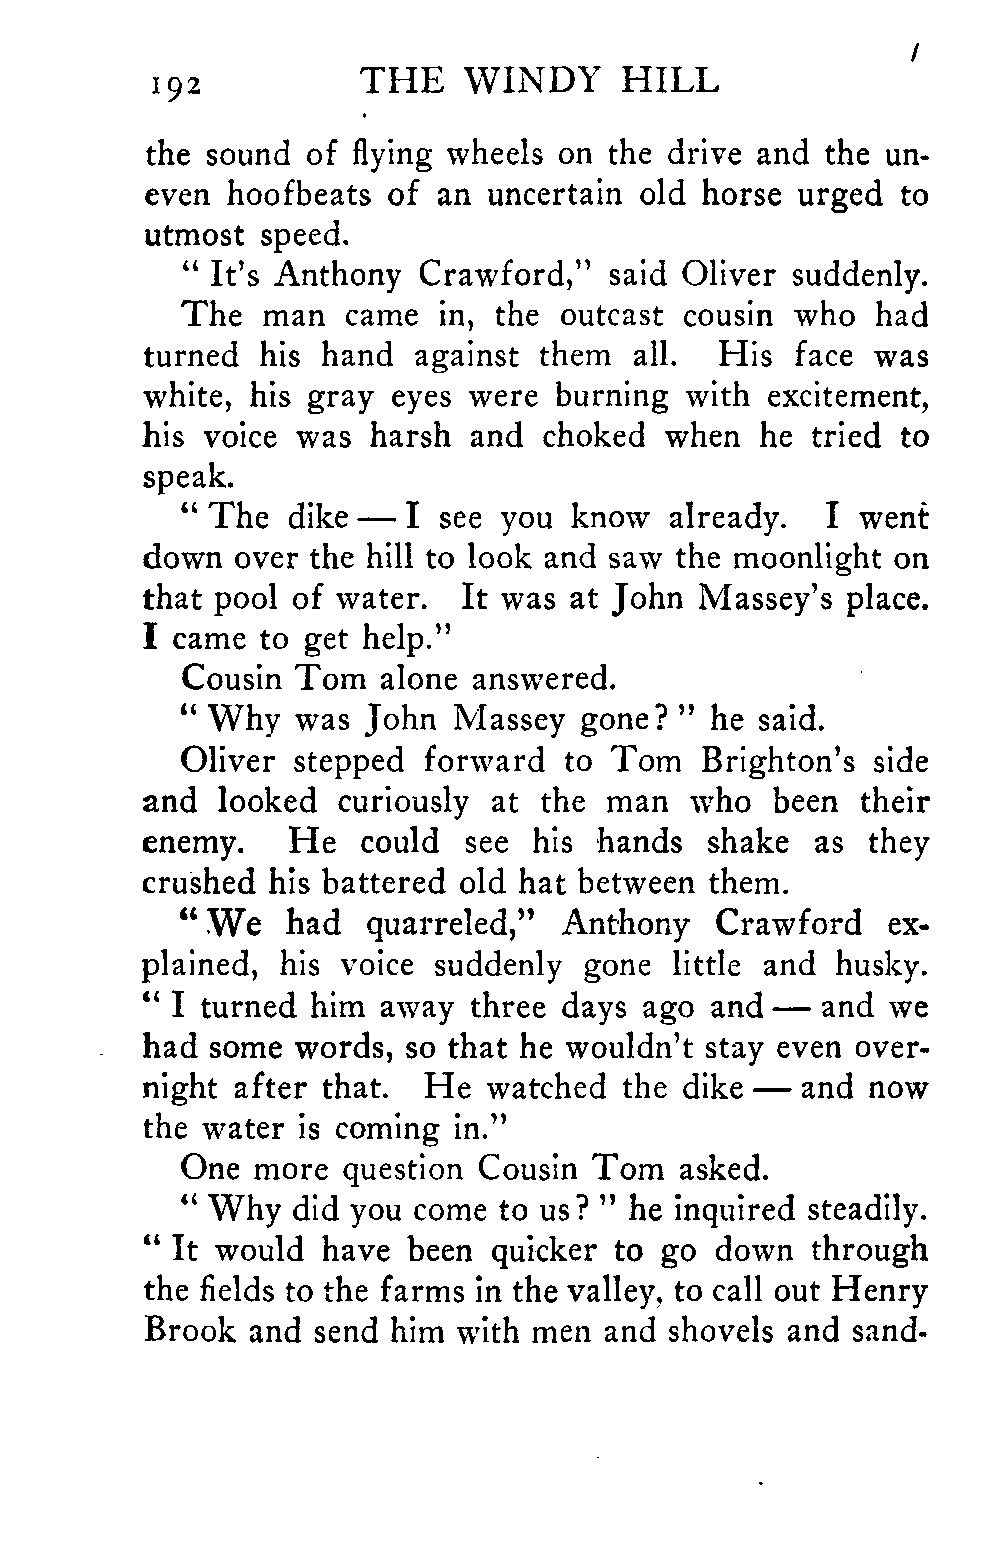 192 THE WINDY HILL
the sound of flying wheels on the drive and the un-
even hoofbeats of an uncertain old horse urged to
utmost speed.
“ It's Anthony Crawford,” said Oliver suddenly.
The man came in, the outcast cousin who had
turned his hand against them all. His face was
white, his gray eyes were burning with excitement,
his voice was harsh and choked when he tried to
speak.
“ The dike — I see you know already. I went
down over the hill to look and saw the moonlight on
that pool of water. It was at John Massey's place.
I came to get help.”
Cousin Tom alone answered.
“ Why was John Massey gone? ” he said.
Oliver stepped forward to Tom Brighton's side
and looked curiously at the man who been their
enemy. He could see his hands shake as they
crushed his battered old hat between them.
“ We had quarreled,” Anthony Crawford ex-
plained, his voice suddenly gone little and husky.
“ I turned him away three days ago and — and we
had some words, so that he wouldn't stay even over-
night after that. He watched the dike — and now
the water is coming in.”
One more question Cousin Tom asked.
“ Why did you come to us? ” he inquired steadily.
“ It would have been quicker to go down through
the fields to the farms in the valley, to call out Henry
Brook and send him with men and shovels and sand-